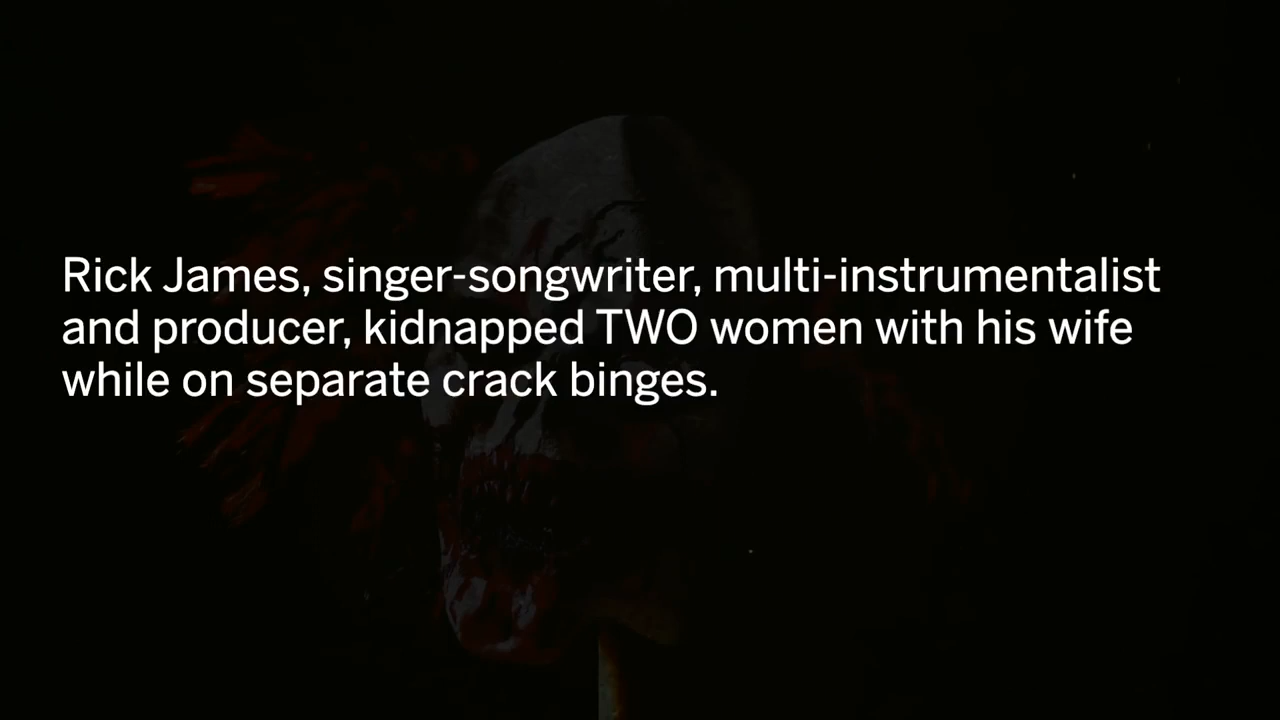 Rick James, singer-songwriter, multi-instrumentalist
and producer, kidnapped TWO women with his wife
while on separate crack binges.